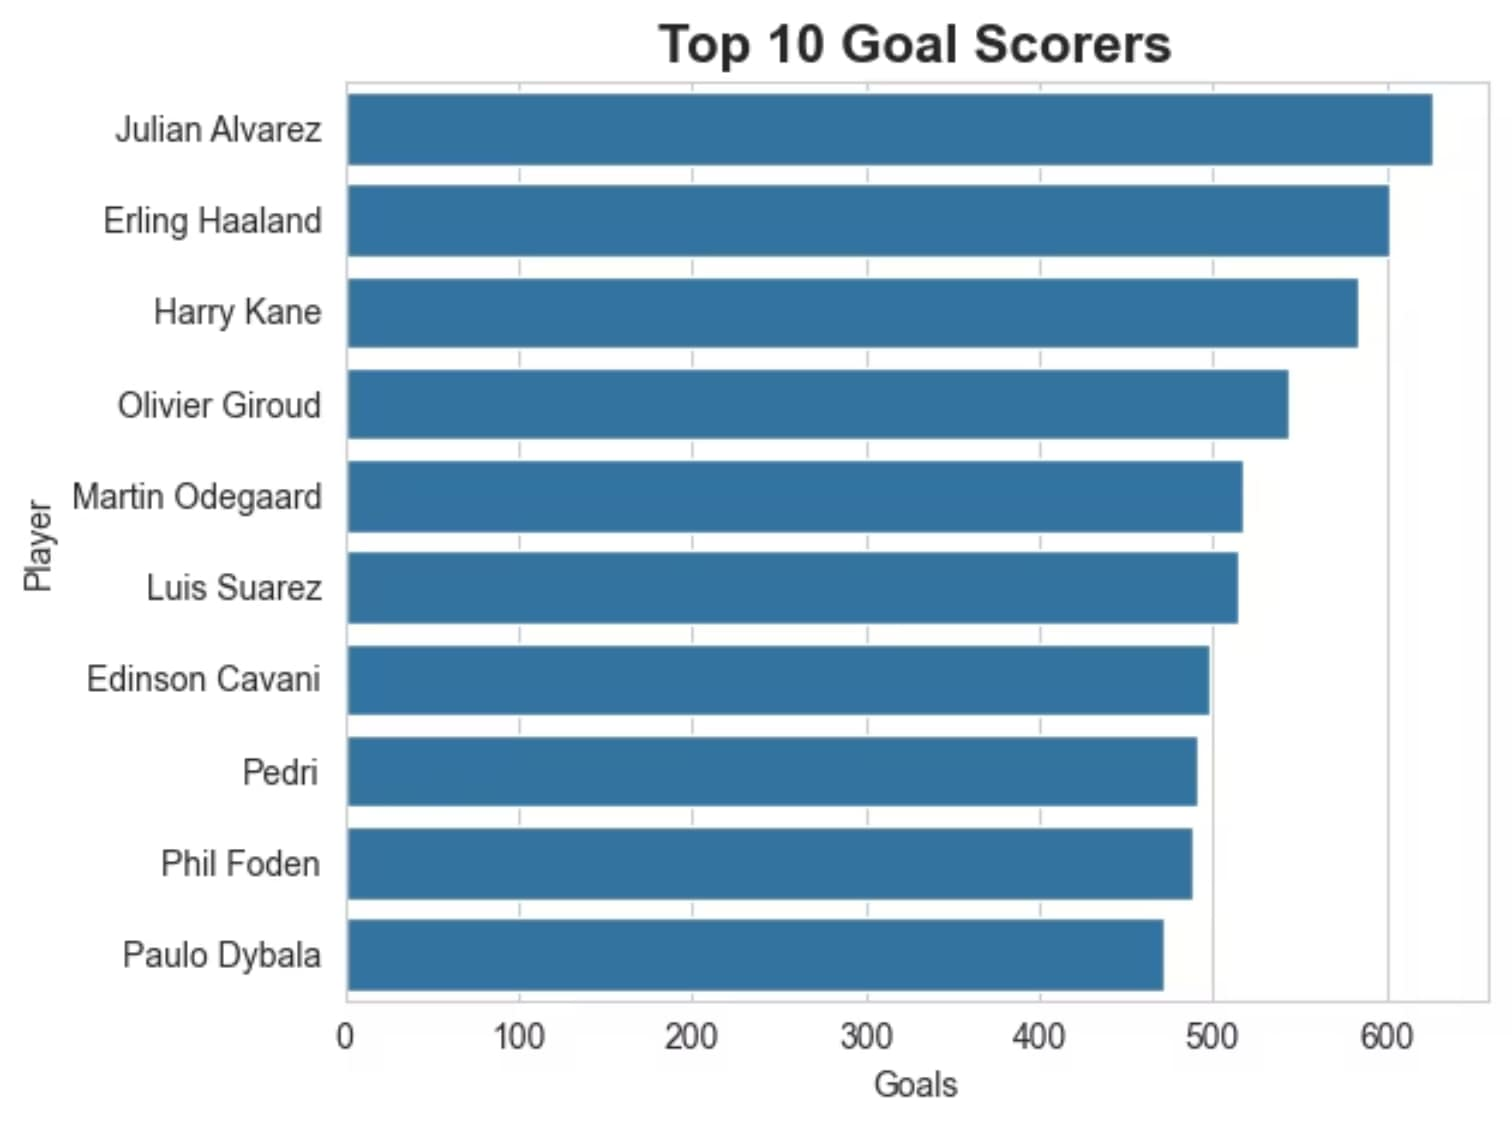 Top 10 Goal Scorers
Julian Alvarez
Erling Haaland
Harry Kane
Olivier Giroud
Martin Odegaard
Luis Suarez
Edinson Cavani
Pedri
Phil Foden
Paulo Dybala
Player
0 100 200 300 400 500 600
Goals